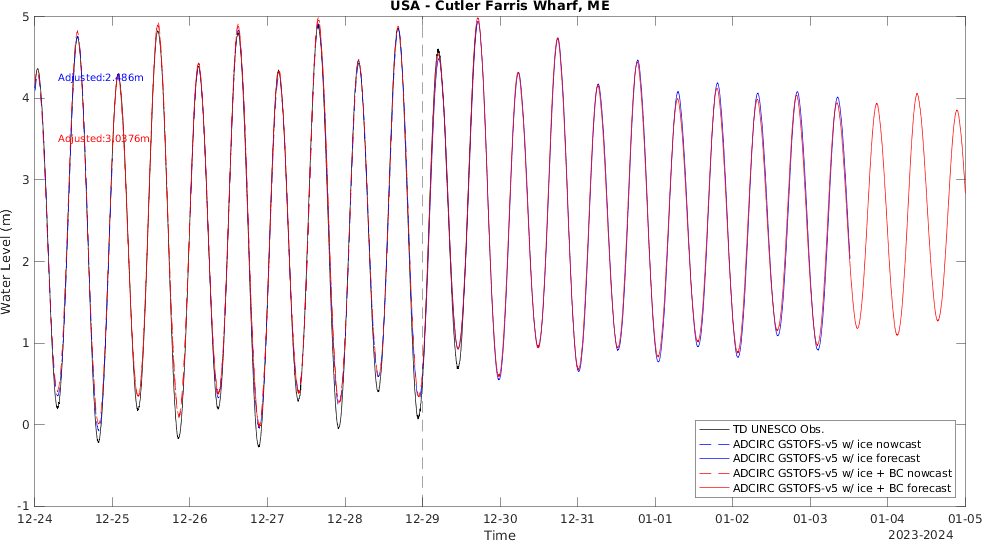 USA - Cutler Farris Wharf, ME
5
4
3
2
1
0
-1
Water Level (m)
Adjusted:2.486m
Adjusted:3.0376m
TD UNESCO Obs.
ADCIRC GSTOFS-v5 w/ ice nowcast
ADCIRC GSTOFS-v5 w/ ice forecast
ADCIRC GSTOFS-v5 w/ ice + BC nowcast
ADCIRC GSTOFS-v5 w/ ice + BC forecast
12-24 12-25 12-26 12-27 12-28 12-29 12-30 12-31 01-01 01-02 01-03 01-04 01-05
Time
2023-2024